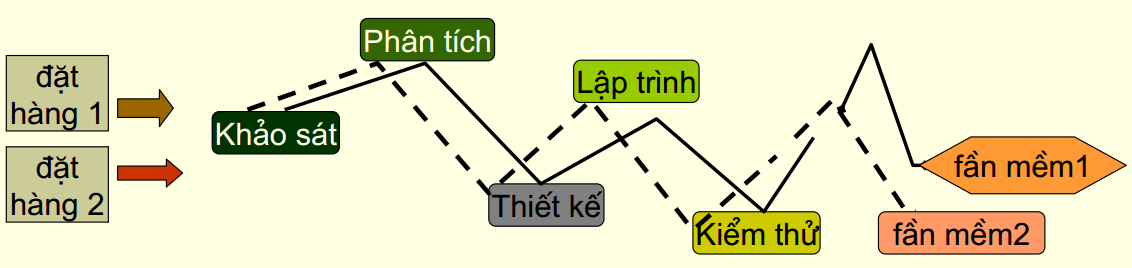 đặt
hàng 1
đặt
hàng 2
Khảo sát
Phân tích
Thiết kế
Lập trình
Kiểm thử
fần mềm1
fần mềm2